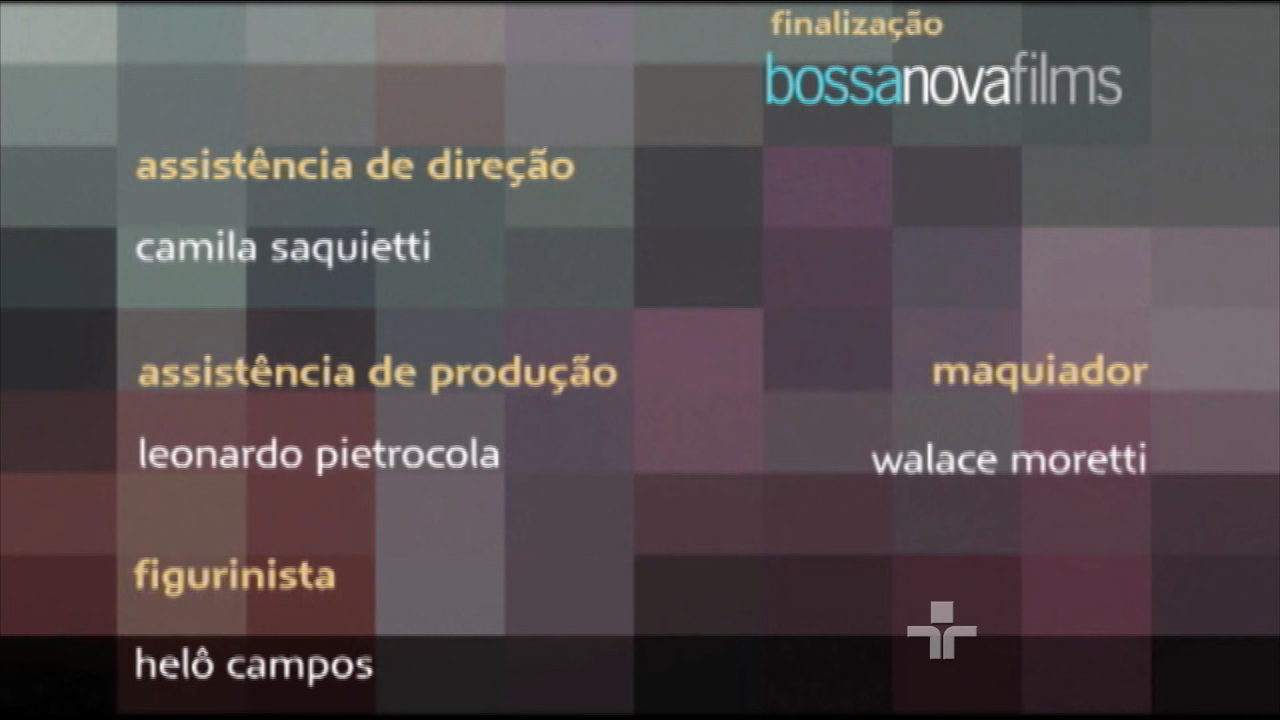 finalização
bossanovafilms
assistência de direção
camila saquietti
assistência de produção
leonardo pietrocola
maquiador
walace moretti
figurinista
helô campos